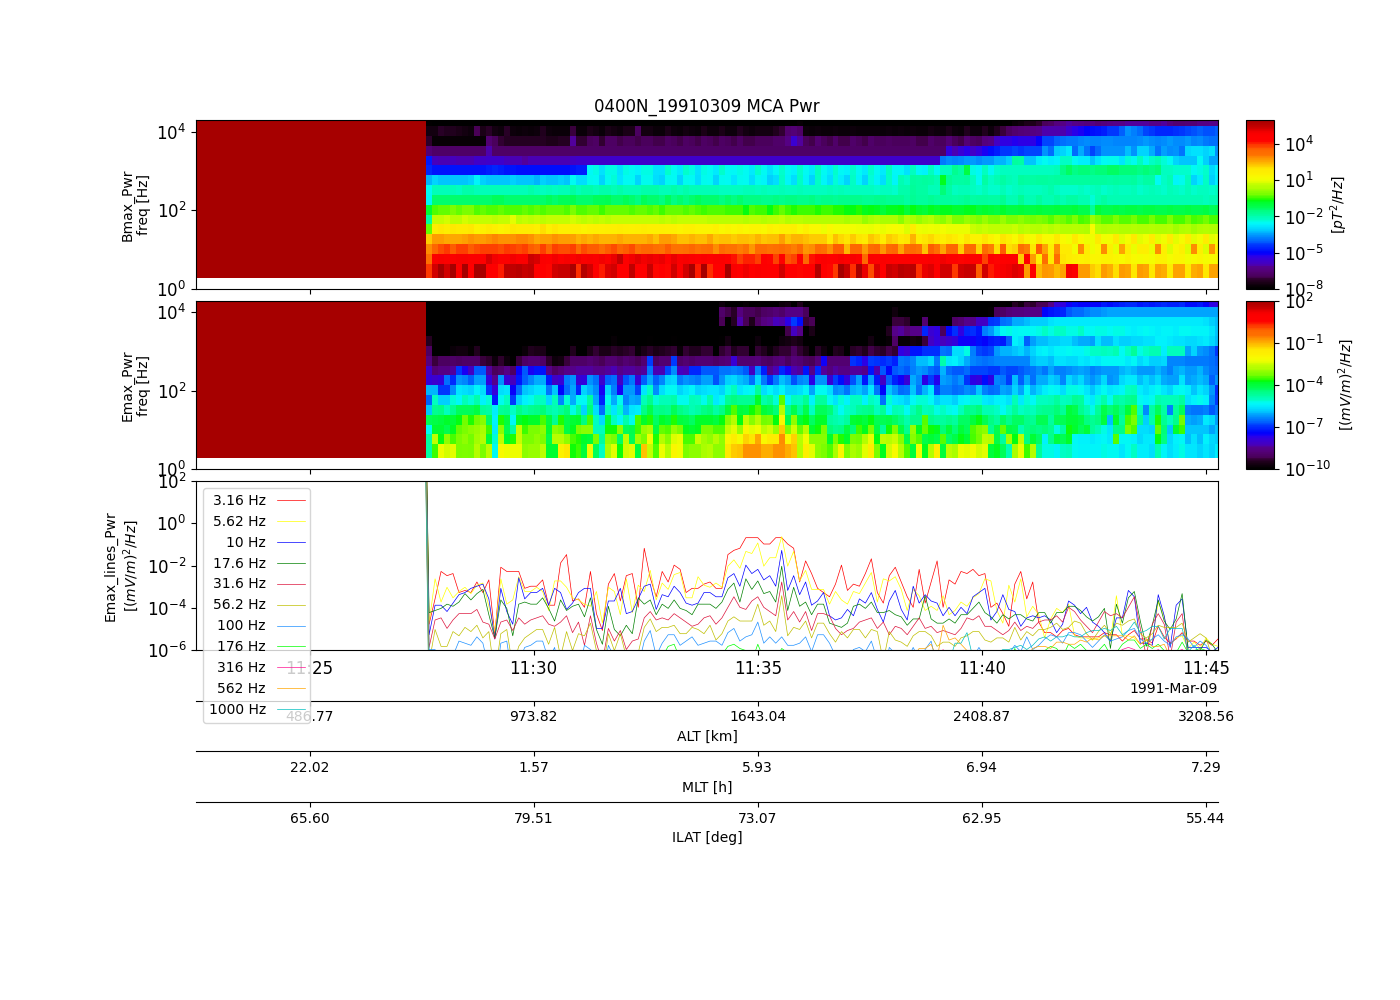 0400N_19910309 MCA Pwr
Bmax_Pwr
freq [Hz]
10^4
10^2
10^0
10^4
10^1
10^-2
10^-5
10^-8
[pT^2/Hz]
Emax_Pwr
freq [Hz]
10^4
10^2
10^0
10^2
10^-1
10^-4
10^-7
10^-10
[(mV/m)^2/Hz]
Emax_lines_Pwr
[(mV/m)^2/Hz]
10^2
10^0
10^-2
10^-4
10^-6
3.16 Hz
5.62 Hz
10 Hz
17.6 Hz
31.6 Hz
56.2 Hz
100 Hz
176 Hz
316 Hz
562 Hz
1000 Hz
11:25 11:30 11:35 11:40 11:45
1991-Mar-09
486.77 973.82 1643.04 2408.87 3208.56
ALT [km]
22.02 1.57 5.93 6.94 7.29
MLT [h]
65.60 79.51 73.07 62.95 55.44
ILAT [deg]